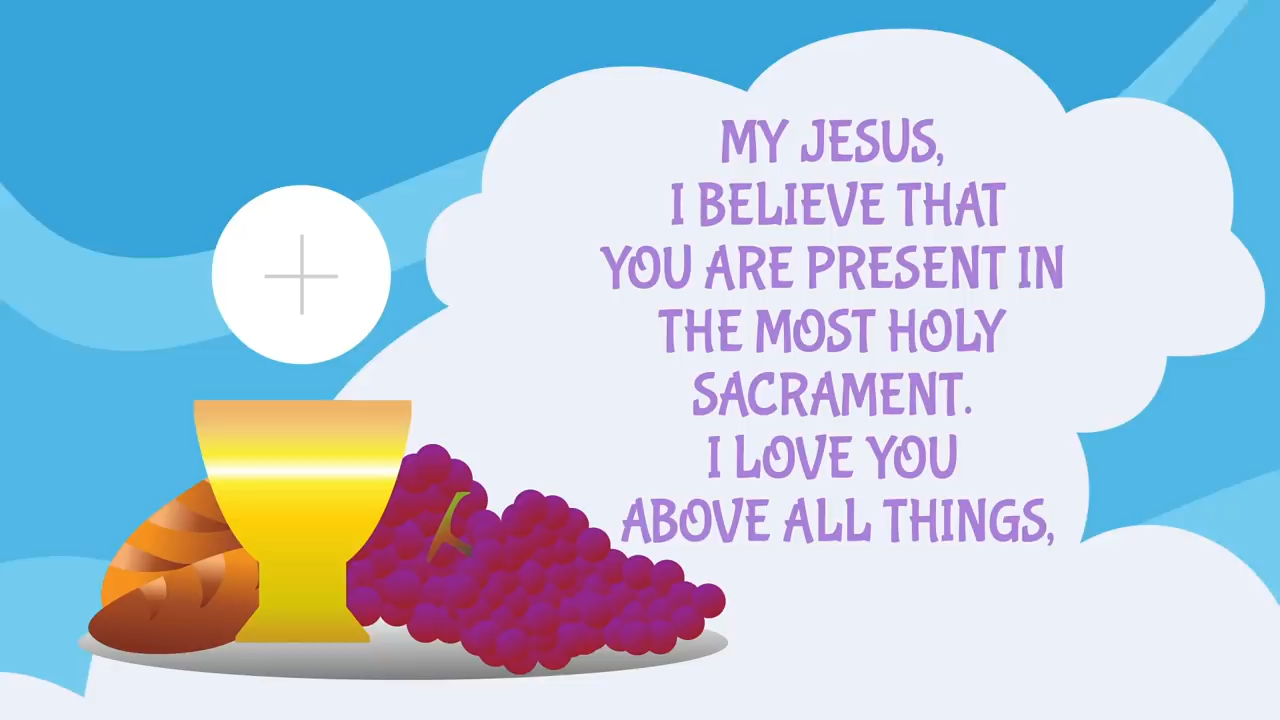 MY JESUS,
I BELIEVE THAT
YOU ARE PRESENT IN
THE MOST HOLY
SACRAMENT.
I LOVE YOU
ABOVE ALL THINGS,